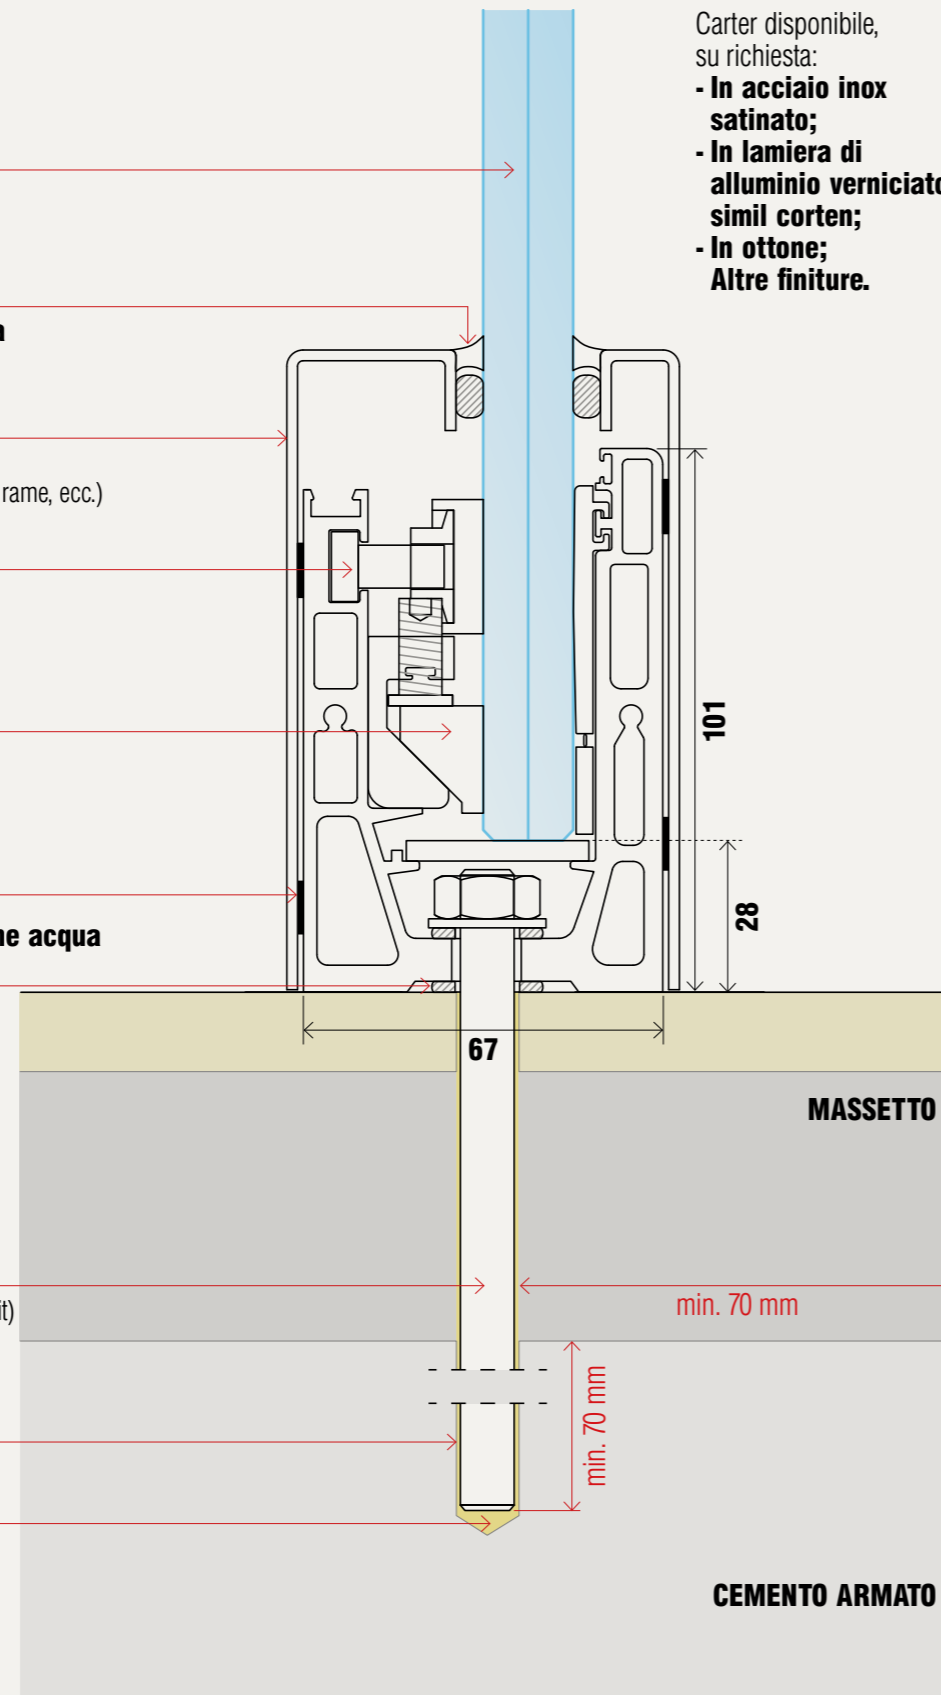 Carter disponibile,
su richiesta:
- In acciaio inox
satinato;
- In lamiera di
alluminio verniciato
simil corten;
- In ottone;
Altre finiture.
rame, ecc.)
101
28
acqua
67
MASSETTO
min. 70 mm
min. 70 mm
CEMENTO ARMATO